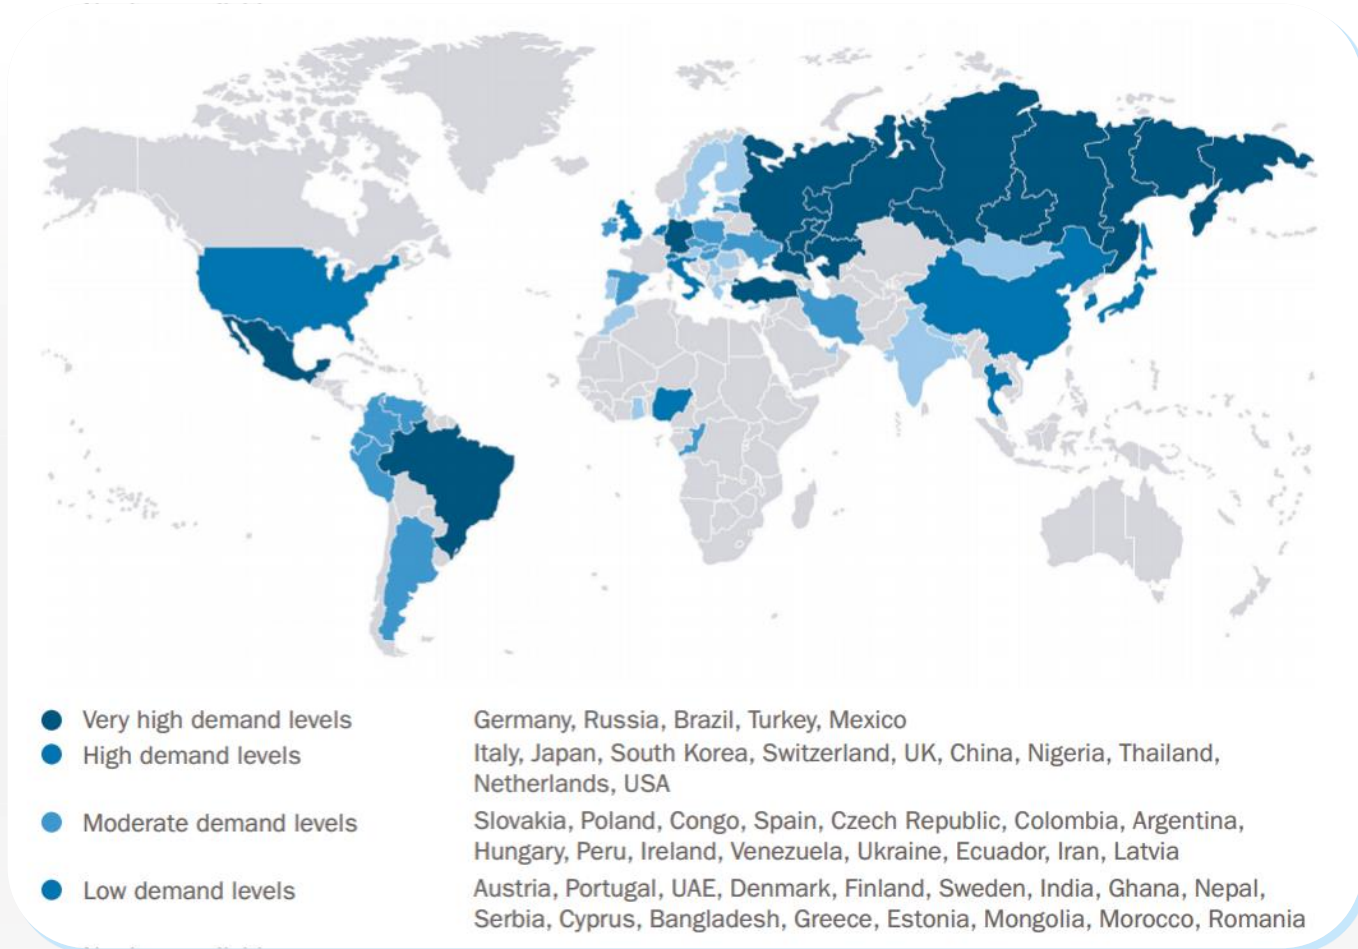 Very high demand levels
Germany, Russia, Brazil, Turkey, Mexico
High demand levels
Italy, Japan, South Korea, Switzerland, UK, China, Nigeria, Thailand,
Netherlands, USA
Moderate demand levels
Slovakia, Poland, Congo, Spain, Czech Republic, Colombia, Argentina,
Hungary, Peru, Ireland, Venezuela, Ukraine, Ecuador, Iran, Latvia
Low demand levels
Austria, Portugal, UAE, Denmark, Finland, Sweden, India, Ghana, Nepal,
Serbia, Cyprus, Bangladesh, Greece, Estonia, Mongolia, Morocco, Romania